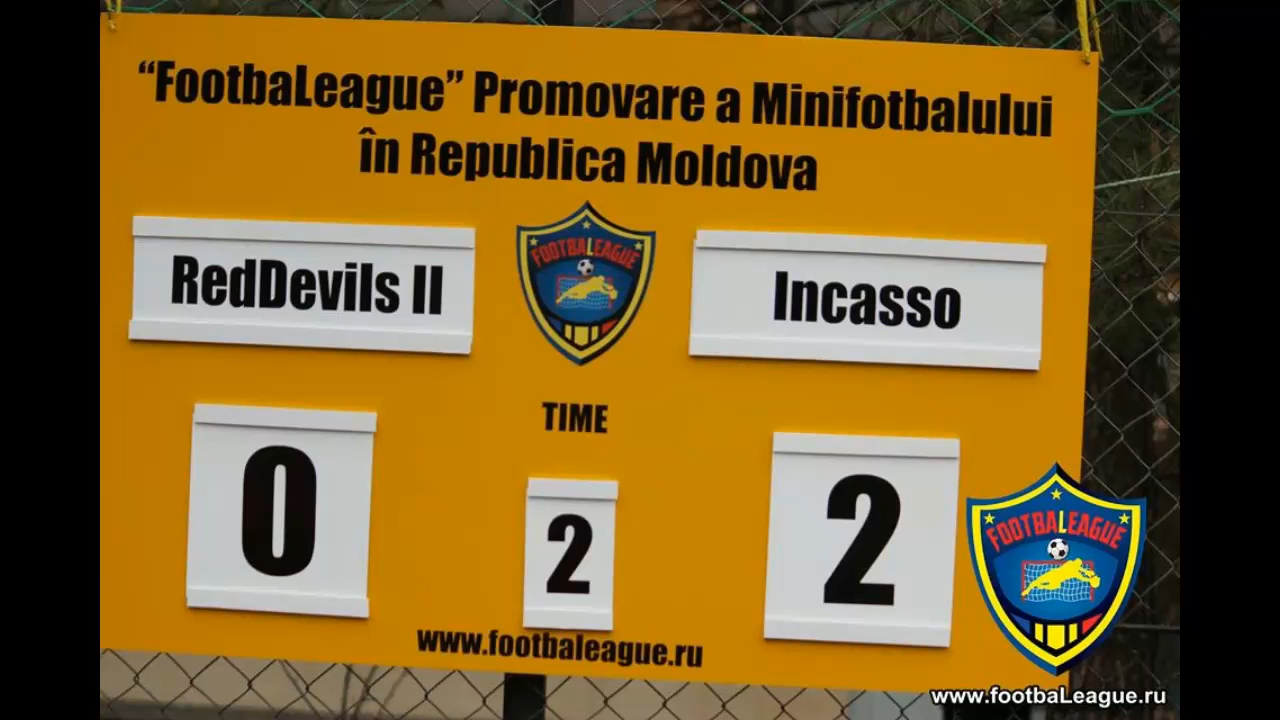 “FootbaLeague” Promovare a Minifotbalului
în Republica Moldova
RedDevils II
FOOTBALEAGUE
Incasso
TIME
0
2
2
www.footbaleague.ru
FOOTBALEAGUE
www.footbaLeague.ru